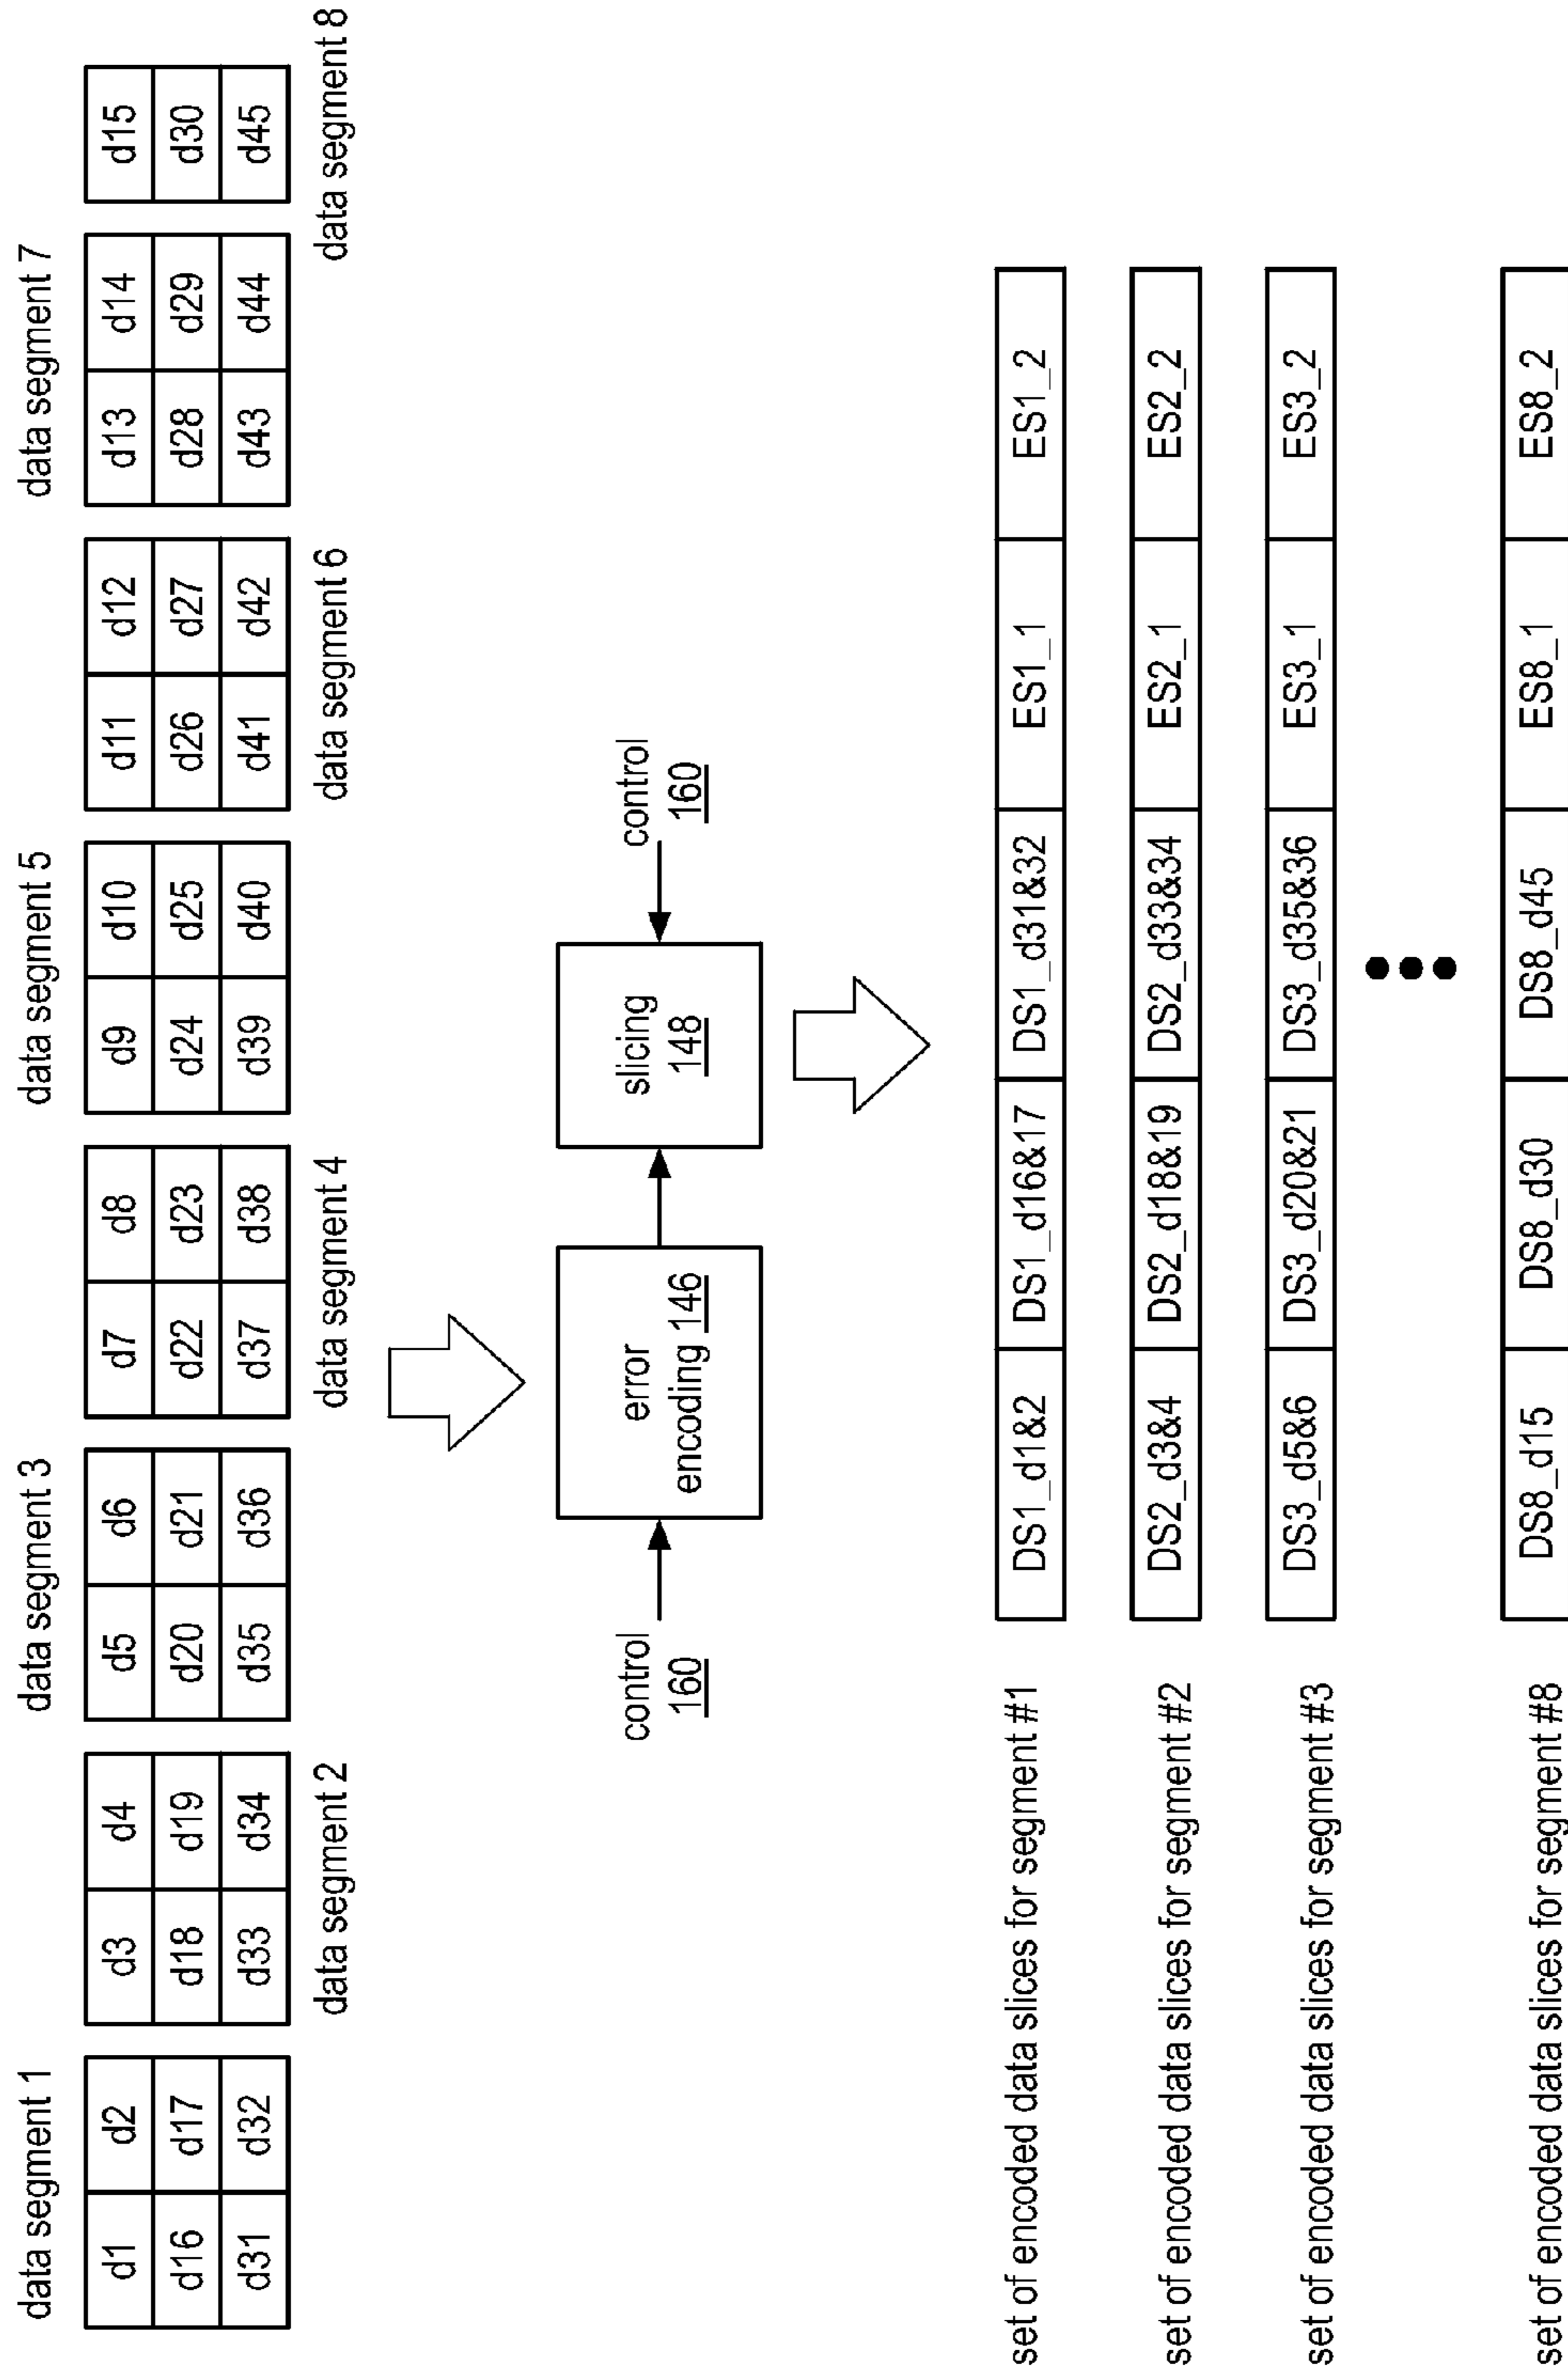 data segment 1
data segment 3
data segment 5
data segment 7
d1 d2 d3 d4 d5 d6 d7 d8 d9 d10 d11 d12 d13 d14 d15
d16 d17 d18 d19 d20 d21 d22 d23 d24 d25 d26 d27 d28 d29 d30
d31 d32 d33 d34 d35 d36 d37 d38 d39 d40 d41 d42 d43 d44 d45
data segment 2
data segment 4
data segment 6
data segment 8
control
160
error
encoding 146
slicing
148
control
160
set of encoded data slices for segment #1 DS1_d1&2 DS1_d16&17 DS1_d31&32 ES1_1 ES1_2
set of encoded data slices for segment #2 DS2_d3&4 DS2_d18&19 DS2_d33&34 ES2_1 ES2_2
set of encoded data slices for segment #3 DS3_d5&6 DS3_d20&21 DS3_d35&36 ES3_1 ES3_2
set of encoded data slices for segment #8 DS8_d15 DS8_d30 DS8_d45 ES8_1 ES8_2